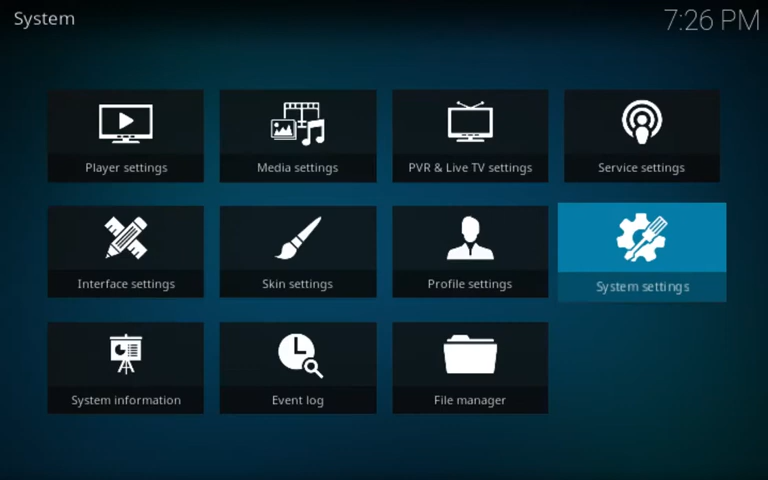 System
7:26 PM
Player settings
Media settings
PVR & Live TV settings
Service settings
Interface settings
Skin settings
Profile settings
System settings
System information
Event log
File manager